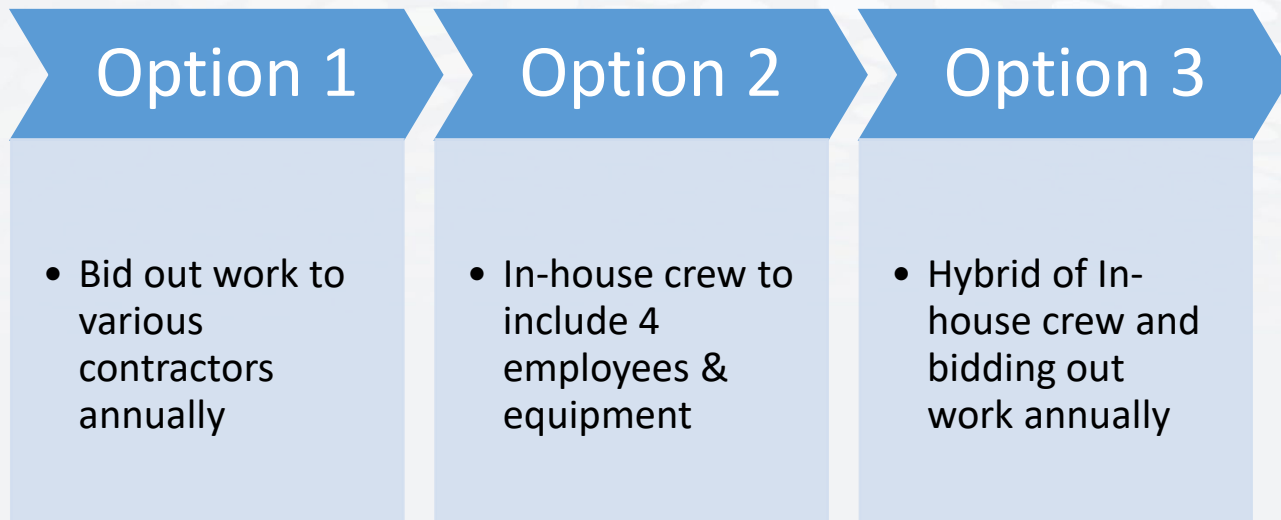 Option 1
• Bid out work to
various
contractors
annually
Option 2
• In-house crew to
include 4
employees &
equipment
Option 3
• Hybrid of In-
house crew and
bidding out
work annually